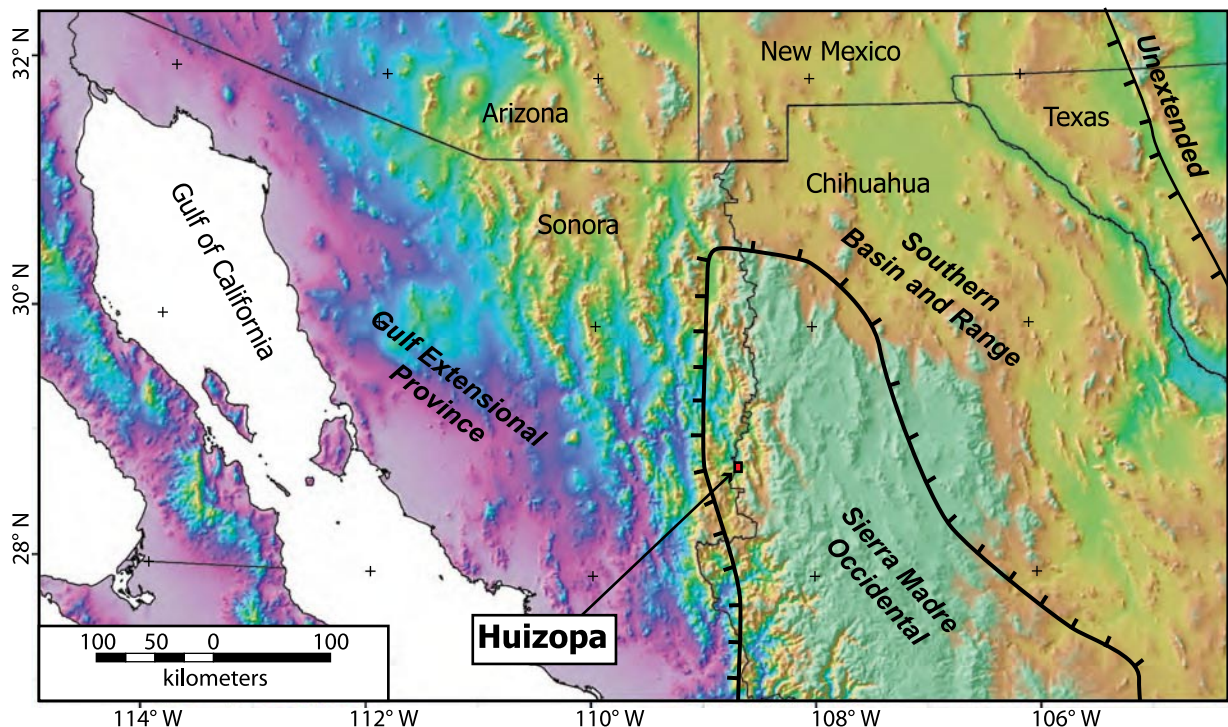 32° N
30° N
28° N
New Mexico
Arizona
Texas
Unextended
Chihuahua
Sonora
Gulf of California
Southern
Basin and Range
Gulf Extensional
Province
Sierra Madre
Occidental
Huizopa
100 50 0 100
kilometers
114° W 112° W 110° W 108° W 106° W